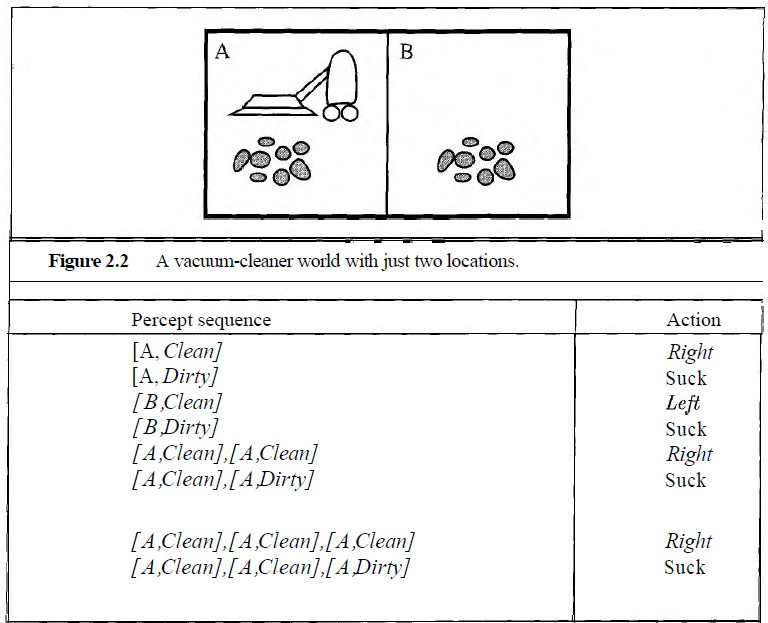 A B
Figure 2.2 A vacuum-cleaner world with just two locations.
Percept sequence Action
[A, Clean] Right
[A, Dirty] Suck
[B,Clean] Left
[B,Dirty] Suck
[A,Clean],[A,Clean] Right
[A,Clean],[A,Dirty] Suck
[A,Clean],[A,Clean],[A,Clean] Right
[A,Clean],[A,Clean],[A,Dirty] Suck